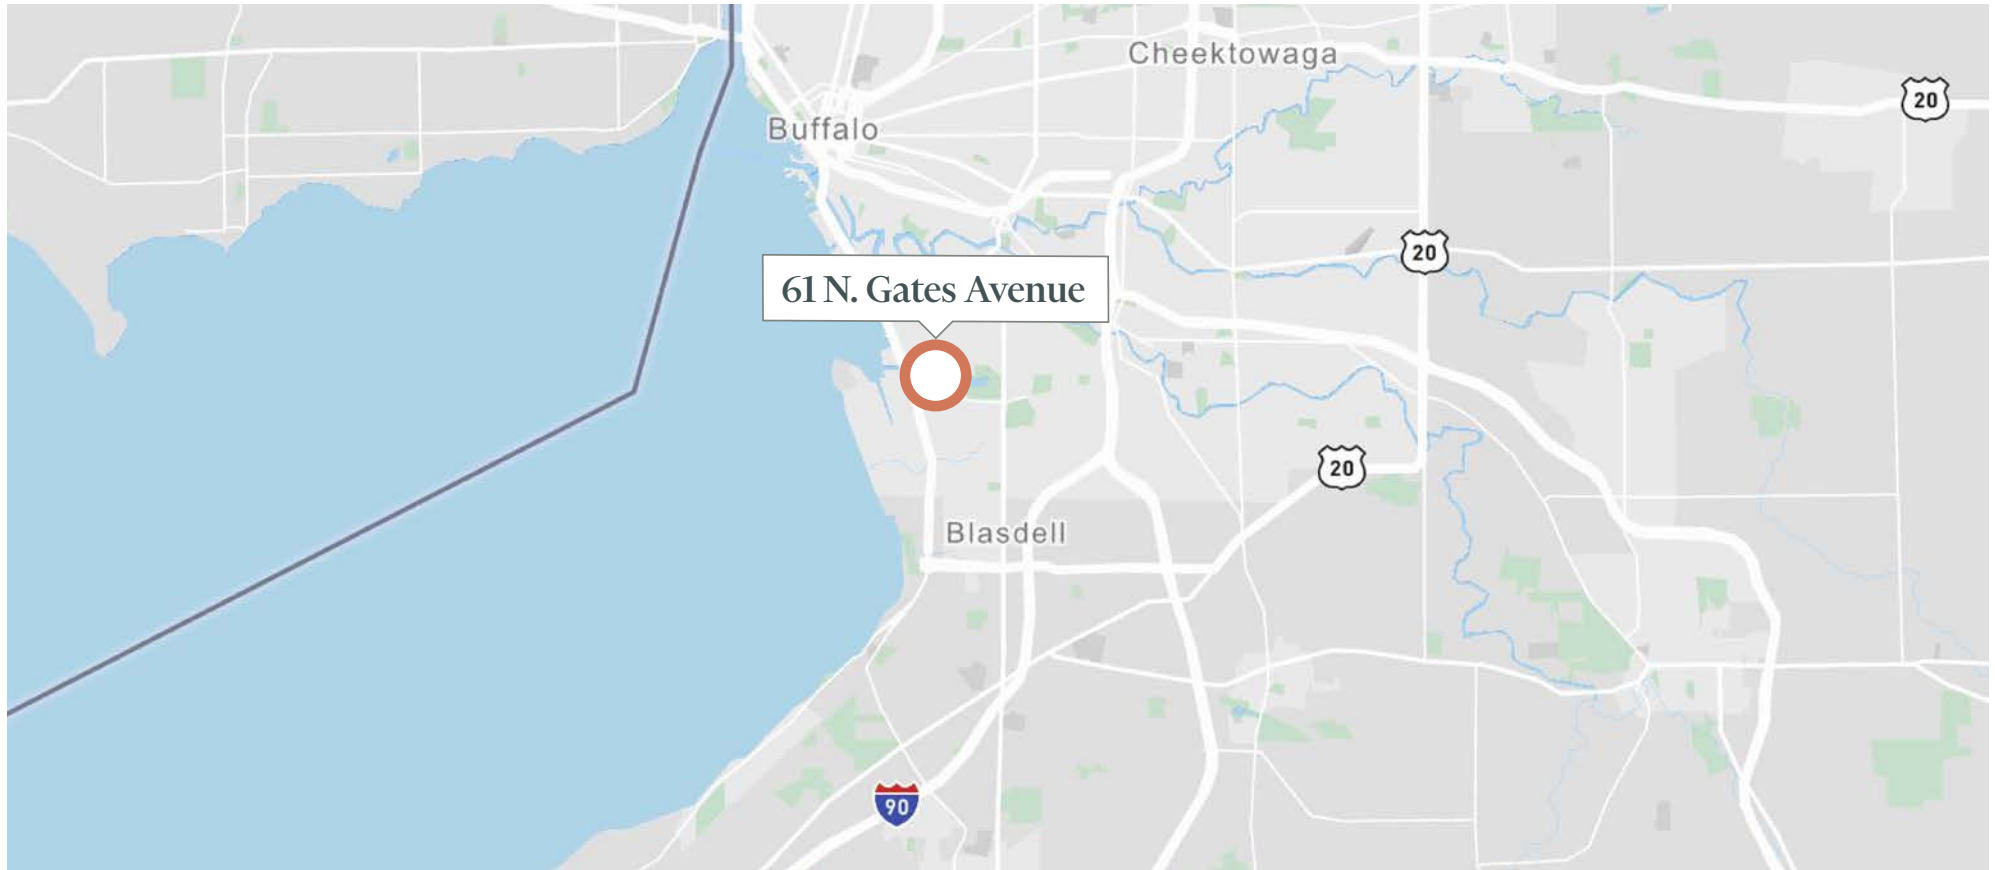 Cheektowaga
20
Buffalo
20
61 N. Gates Avenue
20
Blasdell
90